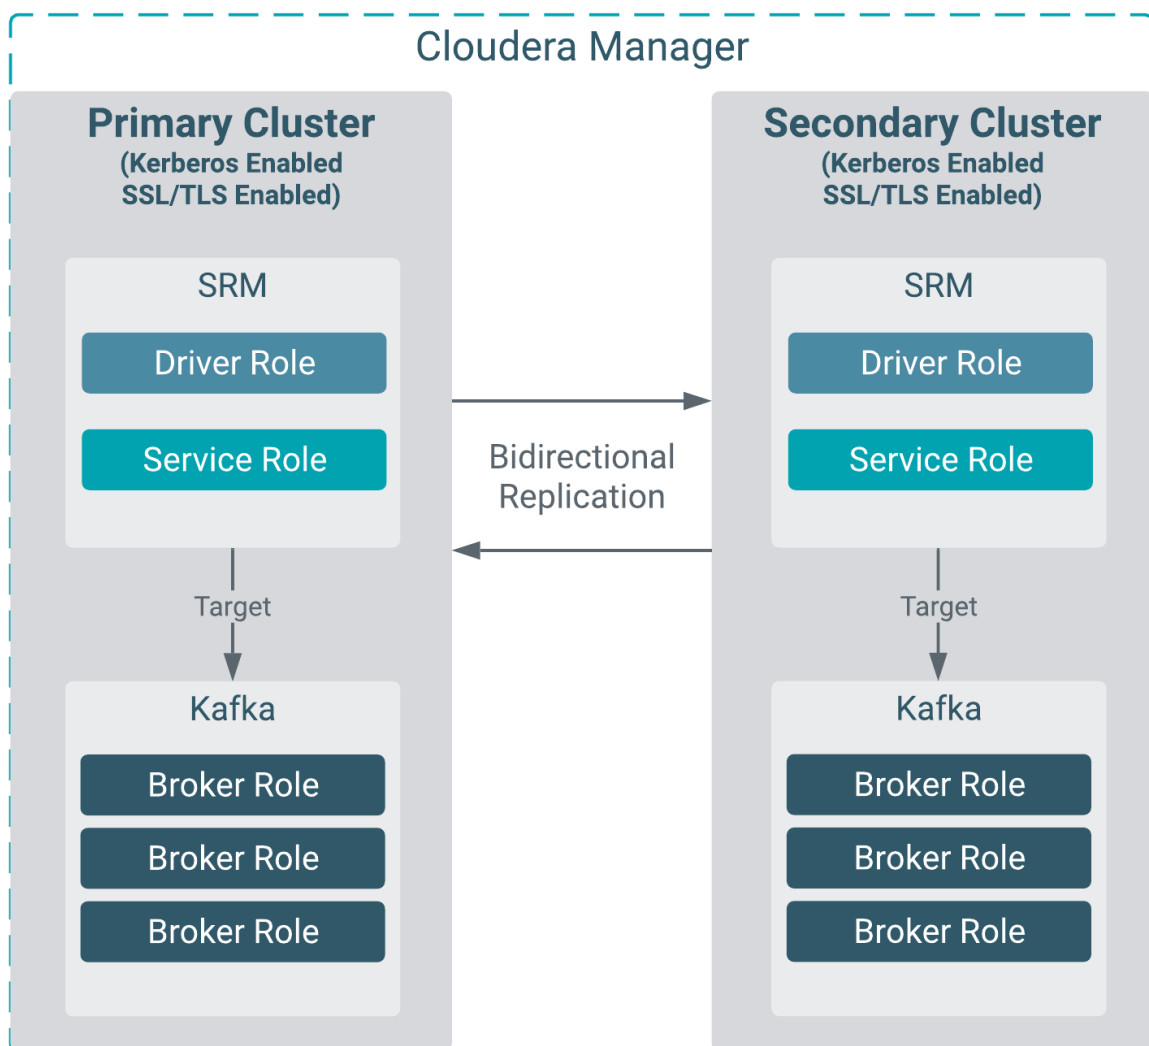 Cloudera Manager
Primary Cluster
(Kerberos Enabled
SSL/TLS Enabled)
SRM
Driver Role
Service Role
Target
Kafka
Broker Role
Broker Role
Broker Role
Bidirectional
Replication
Secondary Cluster
(Kerberos Enabled
SSL/TLS Enabled)
SRM
Driver Role
Service Role
Target
Kafka
Broker Role
Broker Role
Broker Role